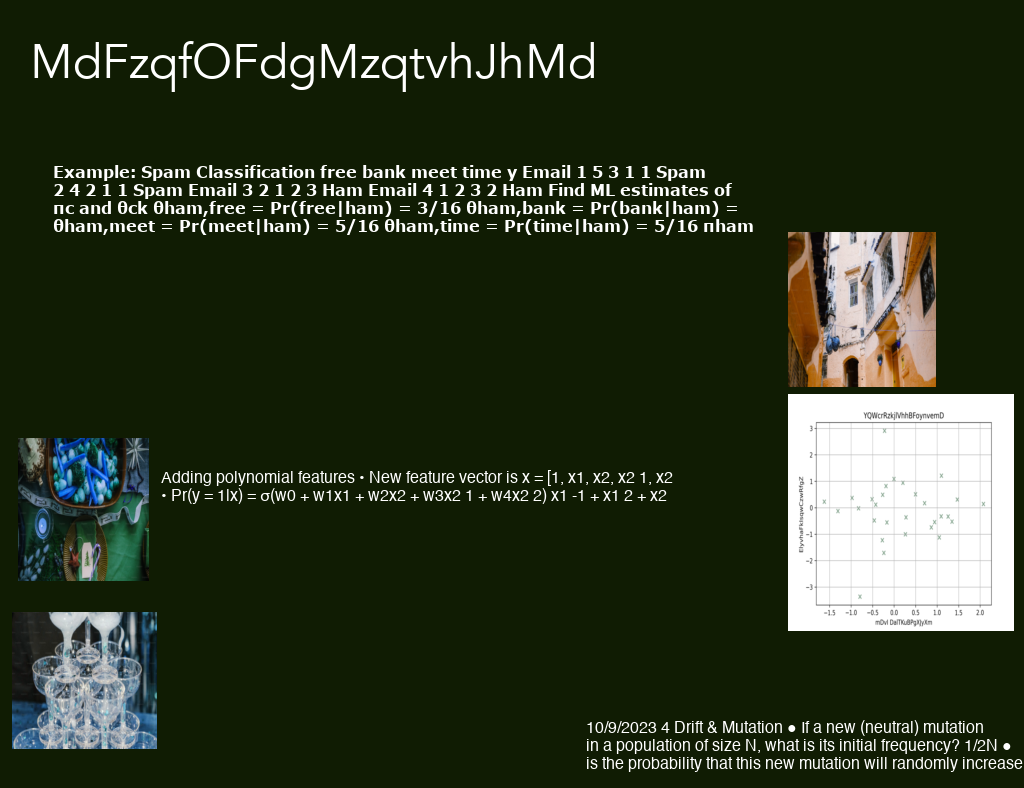 MdFzqfOFdgMzqtvhJhMd
Example: Spam Classification free bank meet time y Email 1 5 3 1 1 Spam
2 4 2 1 1 Spam Email 3 2 1 2 3 Ham Email 4 1 2 3 2 Ham Find ML estimates of
πc and θck θham,free = Pr(free|ham) = 3/16 θham,bank = Pr(bank|ham) =
θham,meet = Pr(meet|ham) = 5/16 θham,time = Pr(time|ham) = 5/16 πham
YQWcrRzkjlVhhBFoynvemD
3
2
1
0
−1
−2
−3
−1.5 −1.0 −0.5 0.0 0.5 1.0 1.5 2.0
Adding polynomial features • New feature vector is x = [1, x1, x2, x2 1, x2
• Pr(y = 1|x) = σ(w0 + w1x1 + w2x2 + w3x2 1 + w4x2 2) x1 -1 + x1 2 + x2
10/9/2023 4 Drift & Mutation ● If a new (neutral) mutation
in a population of size N, what is its initial frequency? 1/2N ●
is the probability that this new mutation will randomly increase